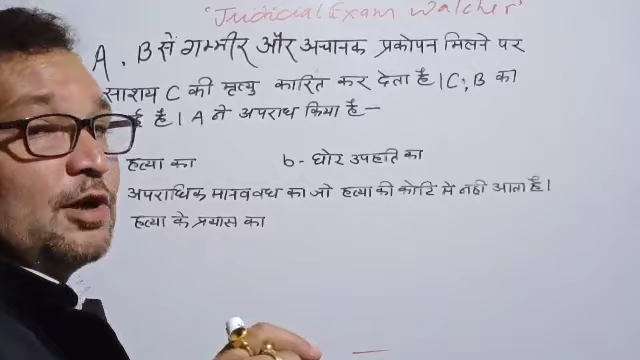 "Judicial Exam Walcher"
A, B से गम्भीर और अचानक प्रकोपन मिलने पर
साशय C की मृत्यु कारित कर देता है। C, B का
है। A ने अपराध किया है—
हत्या का b- घोर उपहति का
अपराधिक मानववध का जो हत्या की कोटि में नहीं आता है।
हत्या के प्रयास का